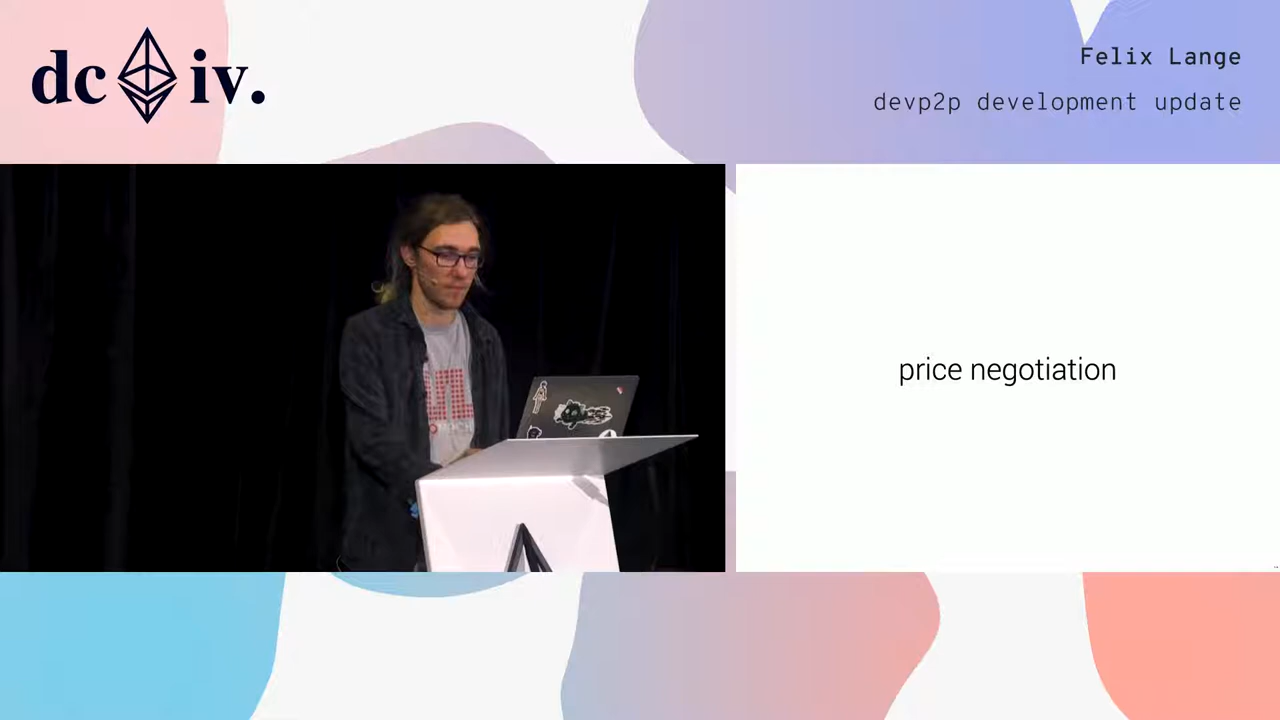 dc iv.
Felix Lange
devp2p development update
price negotiation